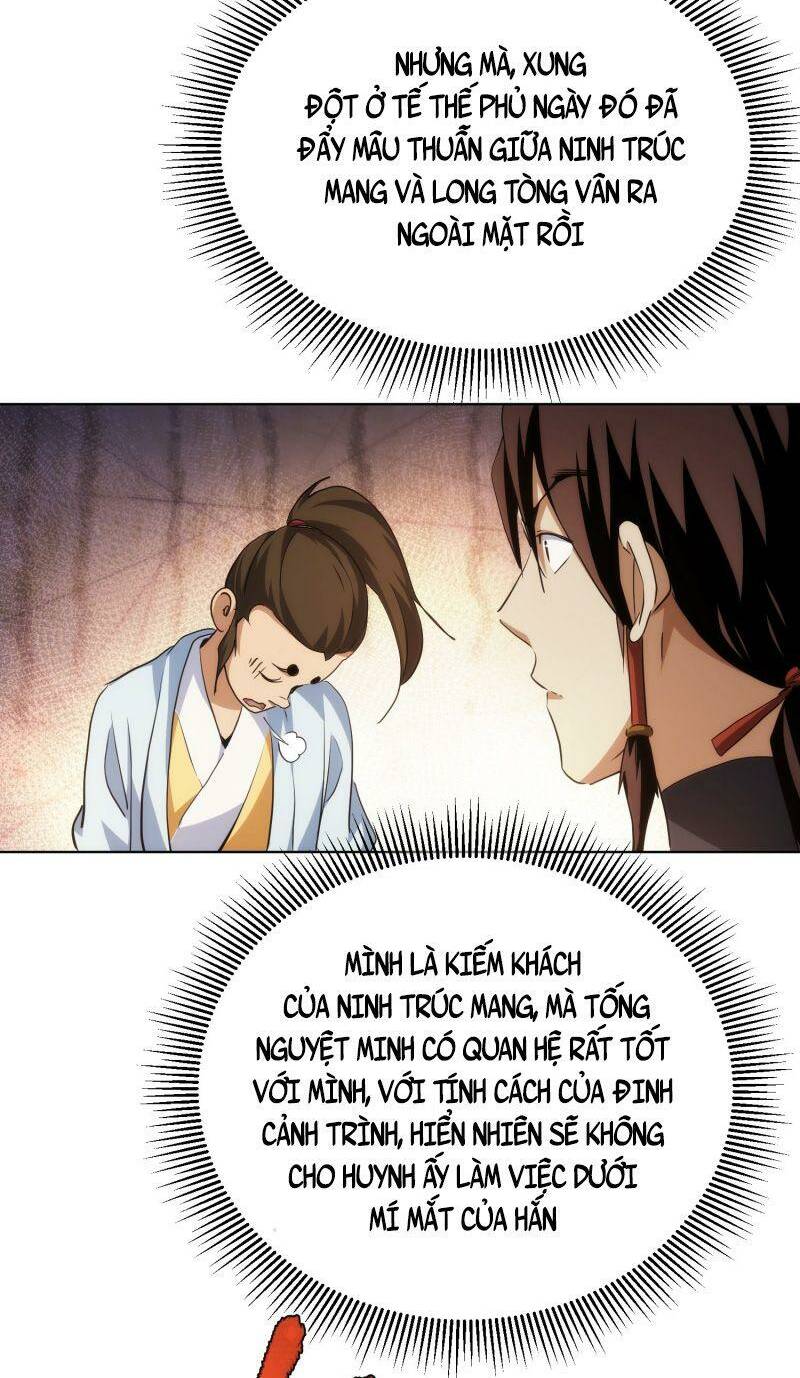 NHƯNG MÀ, XUNG
ĐỘT Ở TẾ THẾ PHỦ NGÀY ĐÓ ĐÃ
ĐẨY MÂU THUẪN GIỮA NINH TRÚC
MANG VÀ LONG TÒNG VÂN RA
NGOÀI MẶT RỒI
MÌNH LÀ KIẾM KHÁCH
CỦA NINH TRÚC MANG, MÀ TỐNG
NGUYỆT MINH CÓ QUAN HỆ RẤT TỐT
VỚI MÌNH, VỚI TÍNH CÁCH CỦA ĐINH
CẢNH TRÌNH, HIỂN NHIÊN SẼ KHÔNG
CHO HUYNH ẤY LÀM VIỆC DƯỚI
MÍ MẮT CỦA HẮN